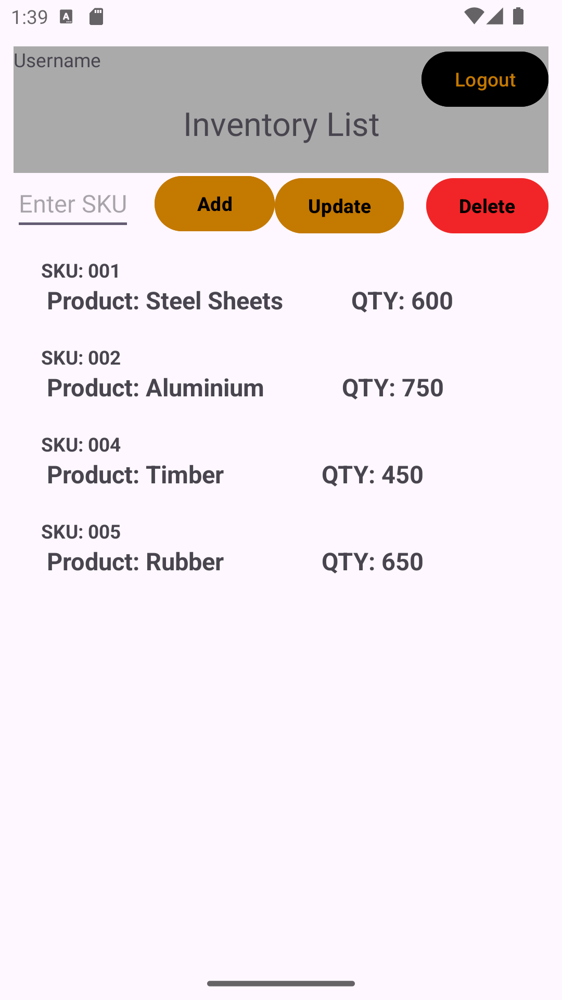 1:39
Username
Logout
Inventory List
Enter SKU Add Update Delete
SKU: 001
Product: Steel Sheets QTY: 600
SKU: 002
Product: Aluminium QTY: 750
SKU: 004
Product: Timber QTY: 450
SKU: 005
Product: Rubber QTY: 650